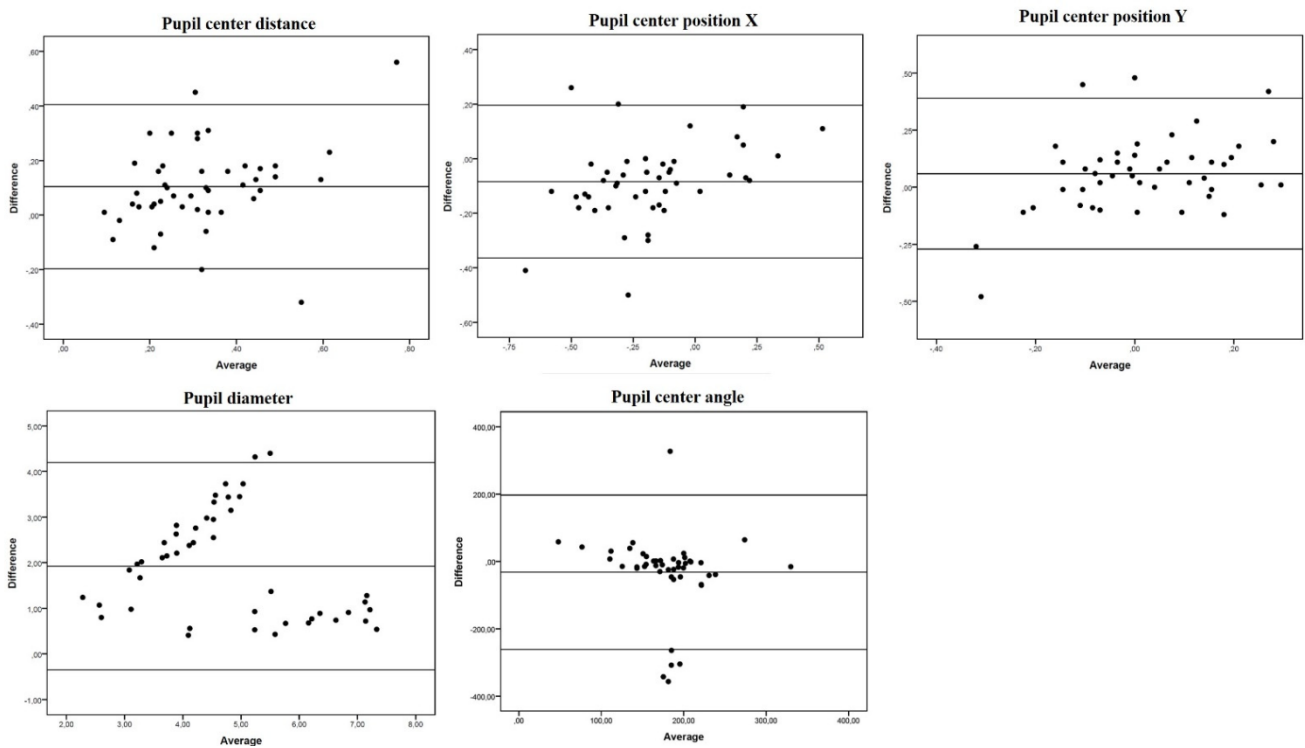 Pupil center distance
Difference
,60
,40
,20
,00
-,20
-,40
,00 ,20 ,40 ,60 ,80
Average
Pupil center position X
Difference
,40
,20
,00
-,20
-,40
-,60
-,75 -,50 -,25 ,00 ,25 ,50
Average
Pupil center position Y
Difference
,50
,25
,00
-,25
-,50
-,40 -,20 ,00 ,20
Average
Pupil diameter
Difference
5,00
4,00
3,00
2,00
1,00
,00
-1,00
2,00 3,00 4,00 5,00 6,00 7,00 8,00
Average
Pupil center angle
Difference
400,00
200,00
,00
-200,00
-400,00
,00 100,00 200,00 300,00 400,00
Average